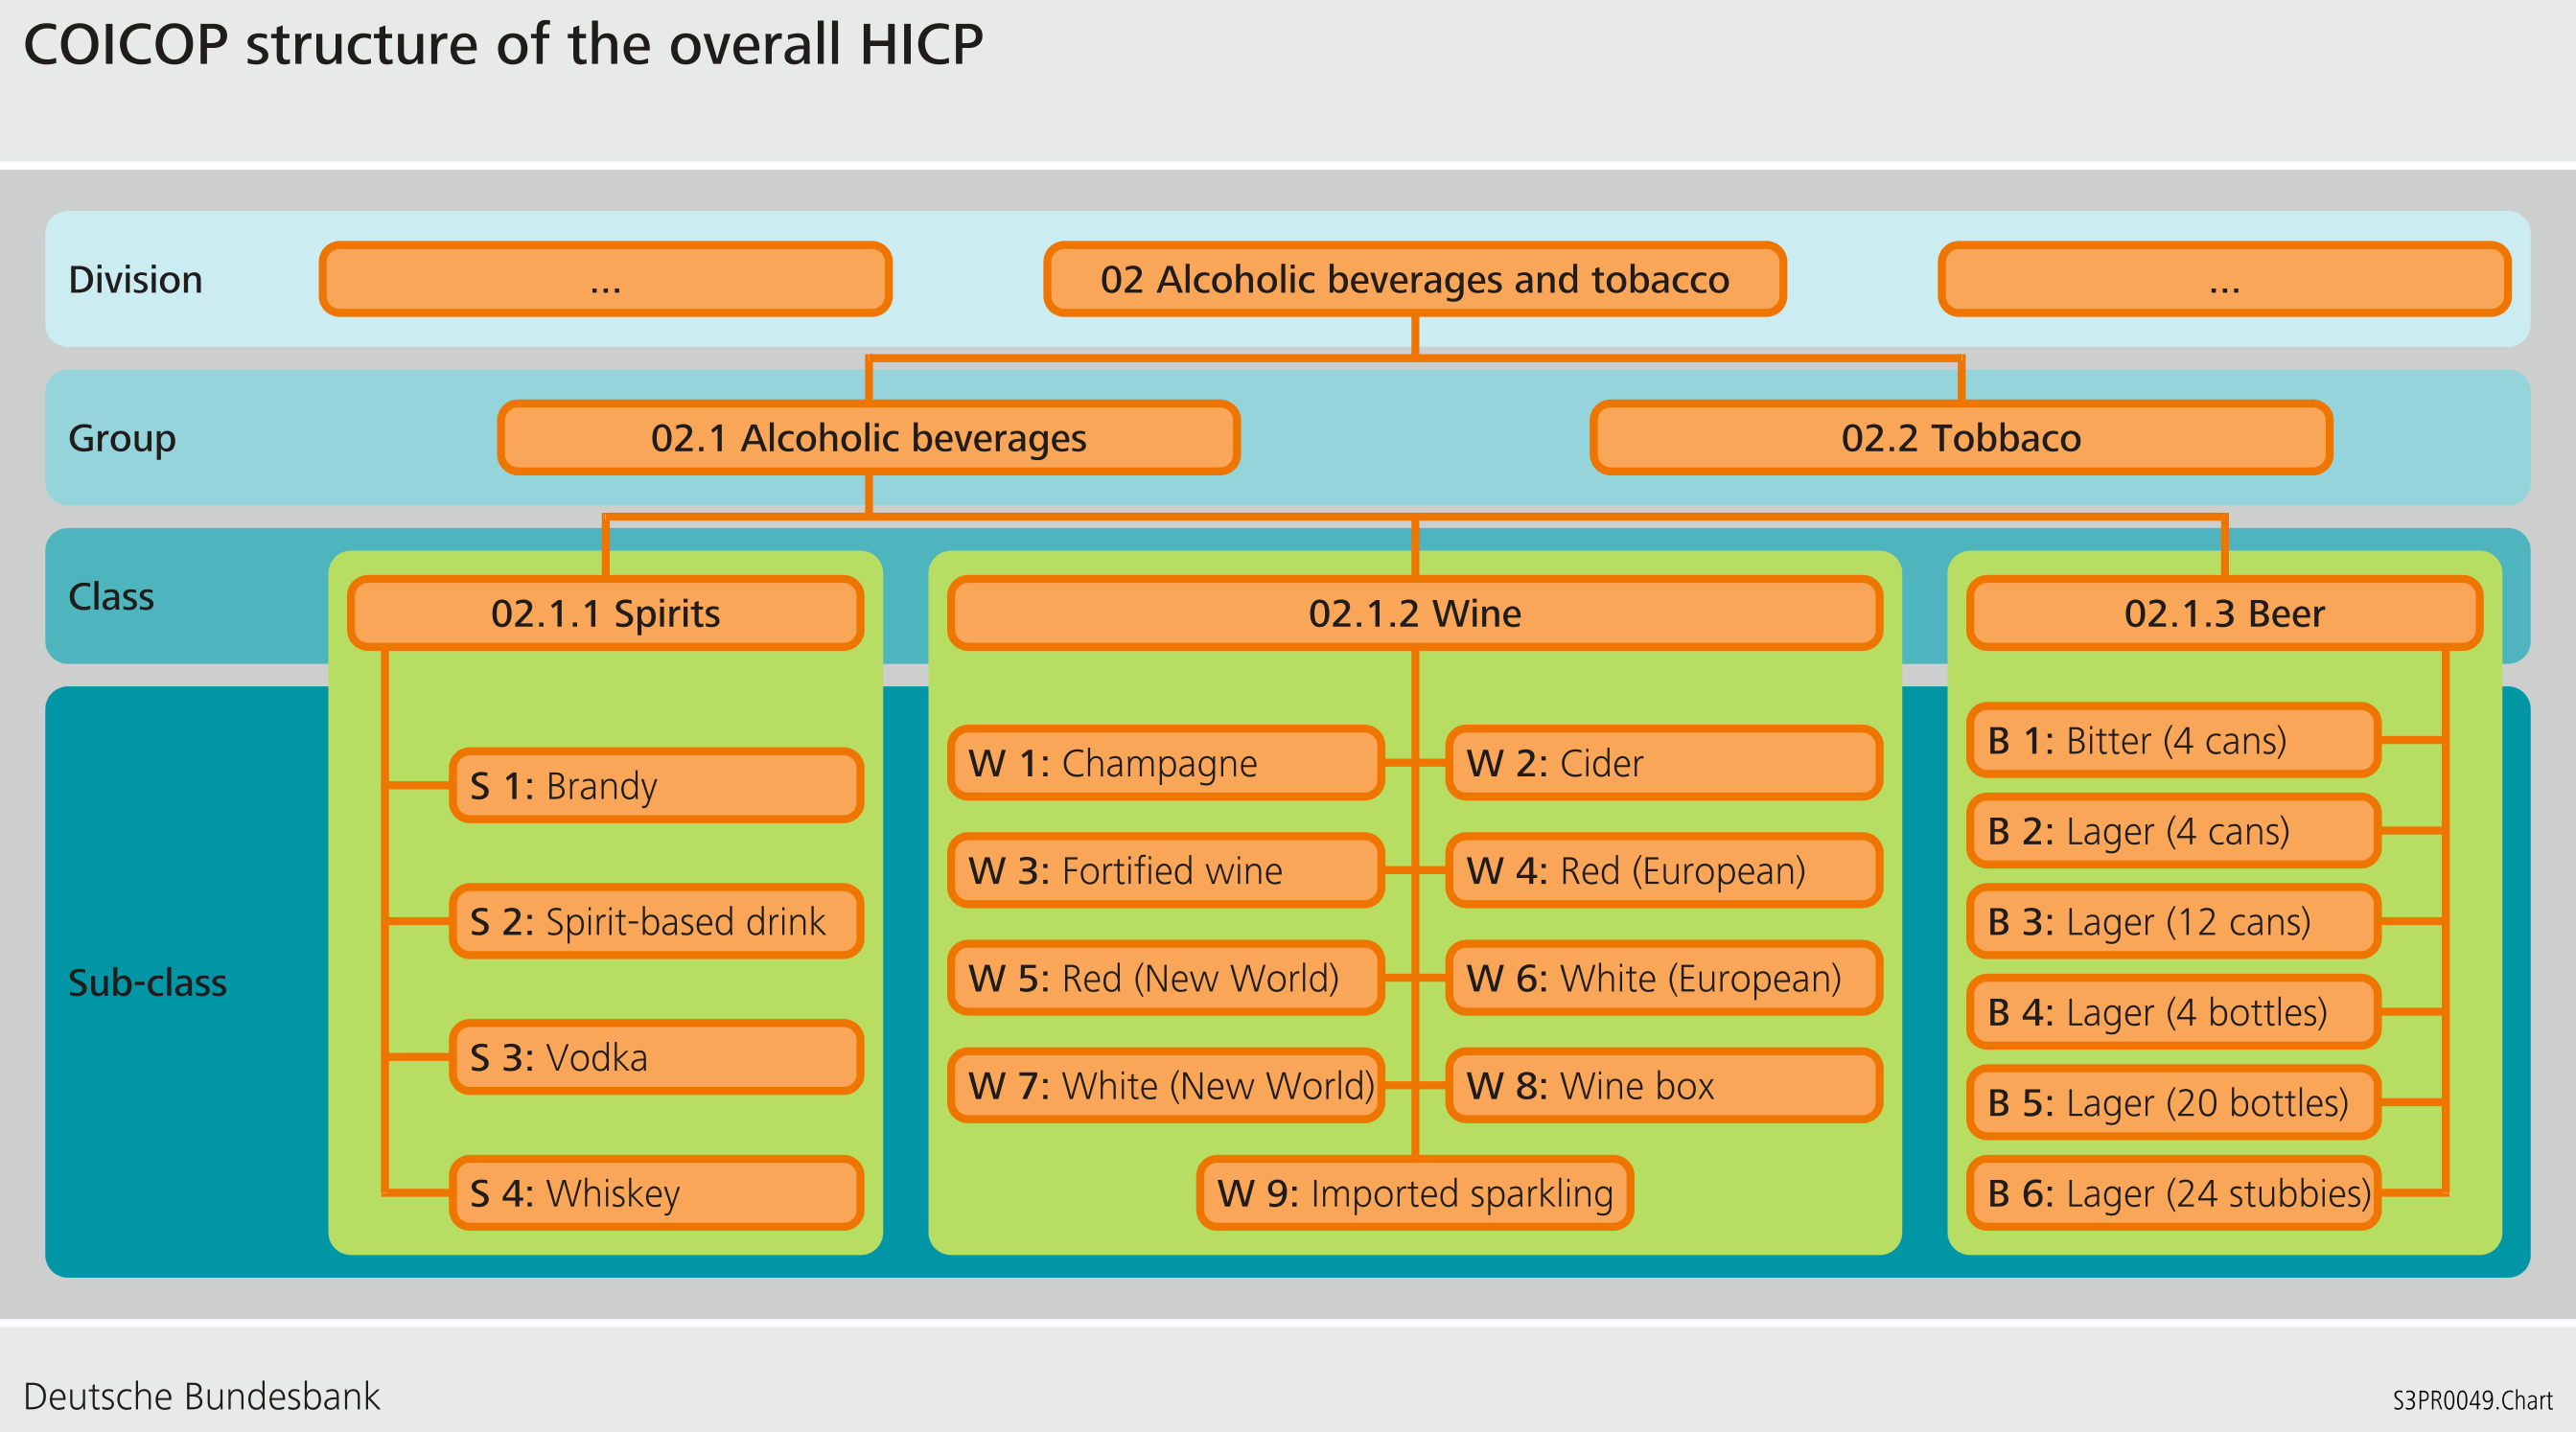 COICOP structure of the overall HICP
Division
...
02 Alcoholic beverages and tobacco
...
Group
02.1 Alcoholic beverages
02.2 Tobbaco
Class
02.1.1 Spirits
02.1.2 Wine
02.1.3 Beer
Sub-class
S 1: Brandy
S 2: Spirit-based drink
S 3: Vodka
S 4: Whiskey
W 1: Champagne
W 2: Cider
W 3: Fortified wine
W 4: Red (European)
W 5: Red (New World)
W 6: White (European)
W 7: White (New World)
W 8: Wine box
W 9: Imported sparkling
B 1: Bitter (4 cans)
B 2: Lager (4 cans)
B 3: Lager (12 cans)
B 4: Lager (4 bottles)
B 5: Lager (20 bottles)
B 6: Lager (24 stubbies)
Deutsche Bundesbank
S3PR0049.Chart